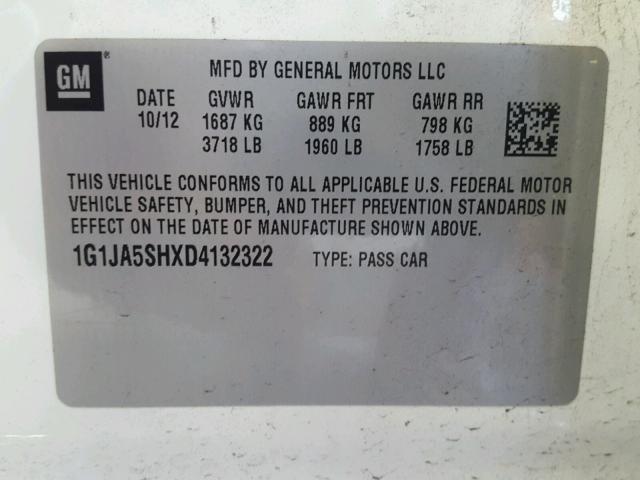 GM
MFD BY GENERAL MOTORS LLC
DATE GVWR GAWR FRT GAWR RR
10/12 1687 KG 889 KG 798 KG
3718 LB 1960 LB 1758 LB
THIS VEHICLE CONFORMS TO ALL APPLICABLE U.S. FEDERAL MOTOR
VEHICLE SAFETY, BUMPER, AND THEFT PREVENTION STANDARDS IN
EFFECT ON THE DATE OF MANUFACTURE SHOWN ABOVE.
1G1JA5SHXD4132322 TYPE: PASS CAR